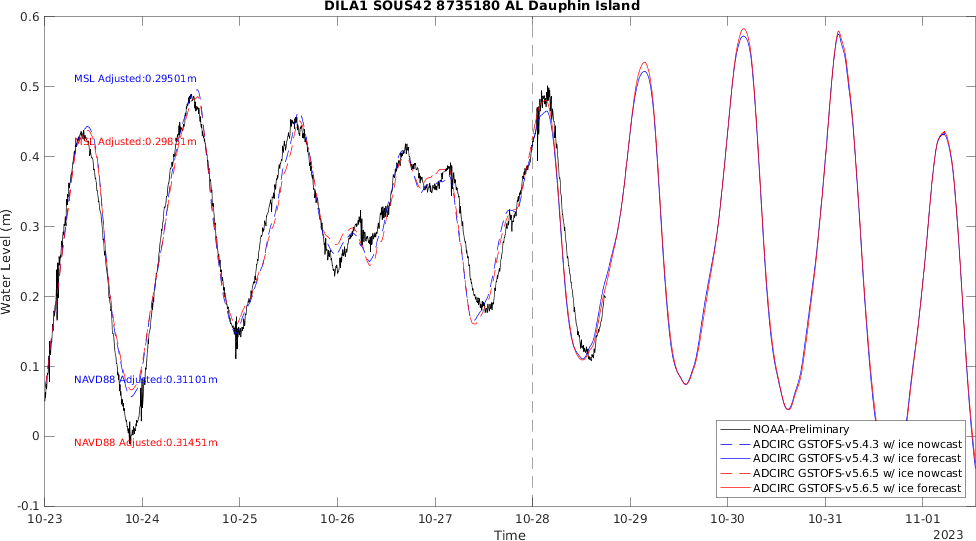 DILA1 SOUS42 8735180 AL Dauphin Island
0.6
0.5
0.4
0.3
0.2
0.1
0
-0.1
Water Level (m)
MSL Adjusted:0.29501m
MSL Adjusted:0.29851m
NAVD88 Adjusted:0.31101m
NAVD88 Adjusted:0.31451m
NOAA-Preliminary
ADCIRC GSTOFS-v5.4.3 w/ ice nowcast
ADCIRC GSTOFS-v5.4.3 w/ ice forecast
ADCIRC GSTOFS-v5.6.5 w/ ice nowcast
ADCIRC GSTOFS-v5.6.5 w/ ice forecast
10-23 10-24 10-25 10-26 10-27 10-28 10-29 10-30 10-31 11-01
Time
2023